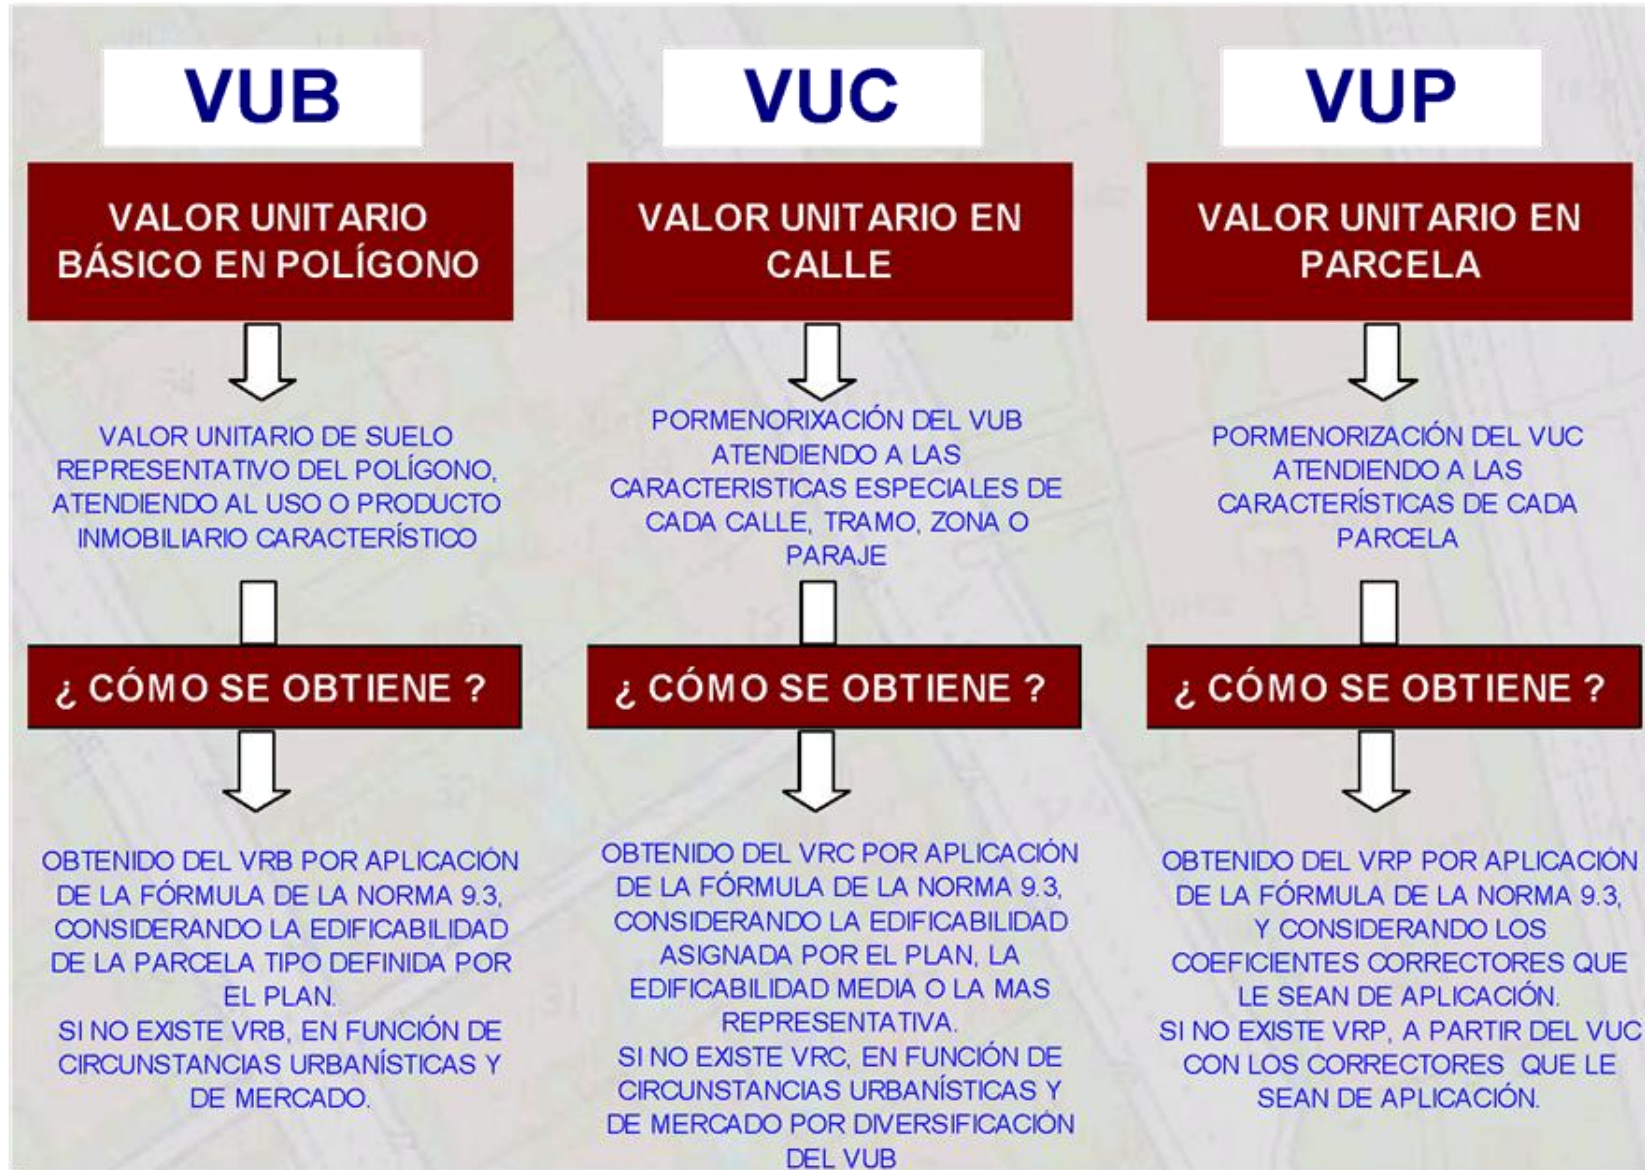 VUB
VALOR UNITARIO
BÁSICO EN POLÍGONO
VALOR UNITARIO DE SUELO
REPRESENTATIVO DEL POLÍGONO,
ATENDIENDO AL USO O PRODUCTO
INMOBILIARIO CARACTERÍSTICO
¿ CÓMO SE OBTIENE ?
OBTENIDO DEL VRB POR APLICACIÓN
DE LA FÓRMULA DE LA NORMA 9.3,
CONSIDERANDO LA EDIFICABILIDAD
DE LA PARCELA TIPO DEFINIDA POR
EL PLAN.
SI NO EXISTE VRB, EN FUNCIÓN DE
CIRCUNSTANCIAS URBANÍSTICAS Y
DE MERCADO.
VUC
VALOR UNITARIO EN
CALLE
PORMENORIXACIÓN DEL VUB
ATENDIENDO A LAS
CARACTERISTICAS ESPECIALES DE
CADA CALLE, TRAMO, ZONA O
PARAJE
¿ CÓMO SE OBTIENE ?
OBTENIDO DEL VRC POR APLICACIÓN
DE LA FÓRMULA DE LA NORMA 9.3,
CONSIDERANDO LA EDIFICABILIDAD
ASIGNADA POR EL PLAN, LA
EDIFICABILIDAD MEDIA O LA MAS
REPRESENTATIVA.
SI NO EXISTE VRC, EN FUNCIÓN DE
CIRCUNSTANCIAS URBANÍSTICAS Y
DE MERCADO POR DIVERSIFICACIÓN
DEL VUB
VUP
VALOR UNITARIO EN
PARCELA
PORMENORIZACIÓN DEL VUC
ATENDIENDO A LAS
CARACTERÍSTICAS DE CADA
PARCELA
¿ CÓMO SE OBTIENE ?
OBTENIDO DEL VRP POR APLICACIÓN
DE LA FÓRMULA DE LA NORMA 9.3,
Y CONSIDERANDO LOS
COEFICIENTES CORRECTORES QUE
LE SEAN DE APLICACIÓN.
SI NO EXISTE VRP, A PARTIR DEL VUC
CON LOS CORRECTORES QUE LE
SEAN DE APLICACIÓN.